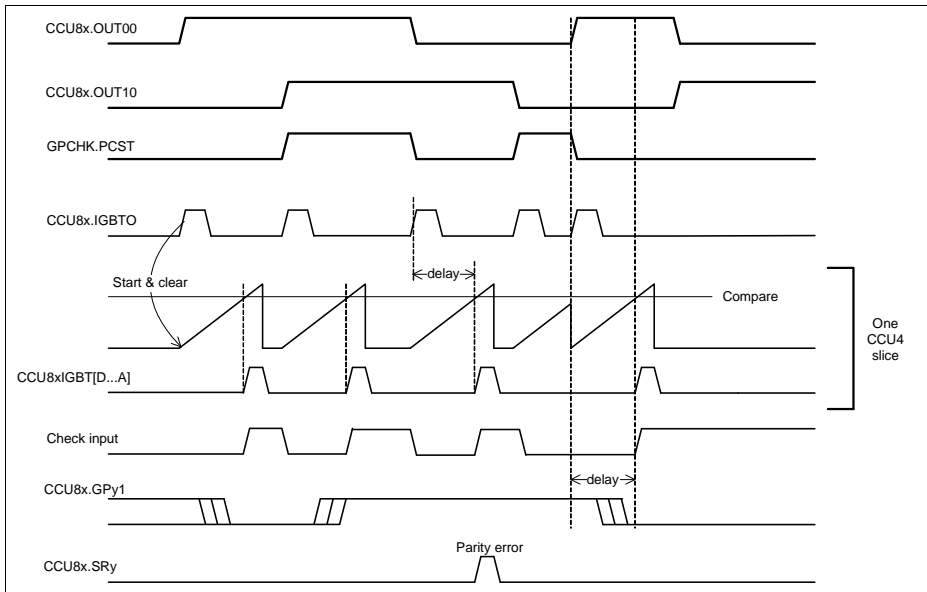 CCU8x.OUT00
CCU8x.OUT10
GPCHK.PCST
CCU8x.IGBTO
Start & clear
delay
Compare
One
CCU4
slice
CCU8xIGBT[D...A]
Check input
delay
CCU8x.GPy1
Parity error
CCU8x.SRy